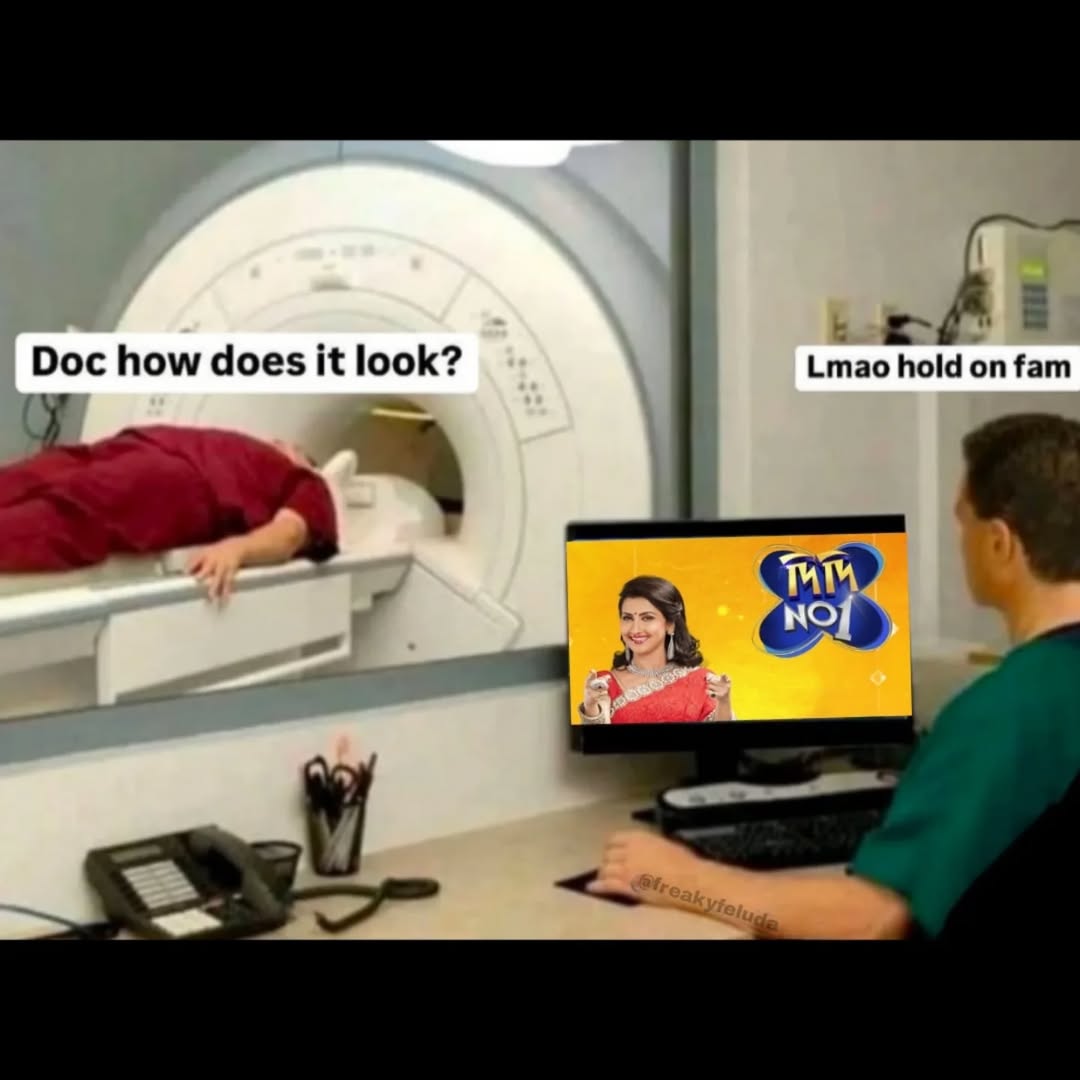 Doc how does it look?
Lmao hold on fam
দিদি
NO1
@freakyfeluda